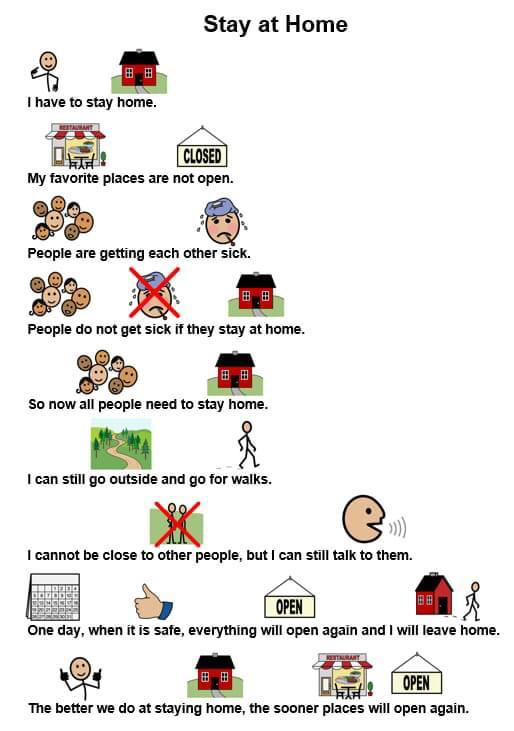 Stay at Home
I have to stay home.
RESTAURANT
CLOSED
My favorite places are not open.
People are getting each other sick.
People do not get sick if they stay at home.
So now all people need to stay home.
I can still go outside and go for walks.
I cannot be close to other people, but I can still talk to them.
OPEN
One day, when it is safe, everything will open again and I will leave home.
RESTAURANT
OPEN
The better we do at staying home, the sooner places will open again.